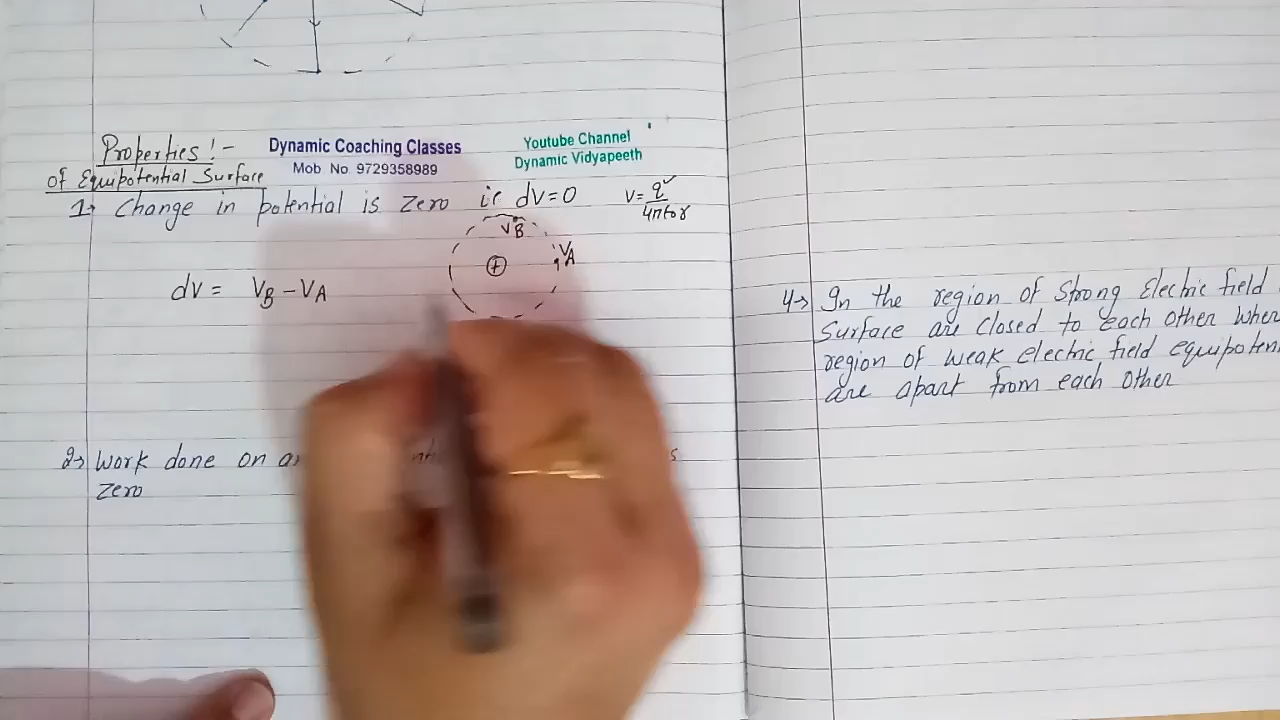 Properties :-
of Equipotential Surface
Dynamic Coaching Classes
Mob No 9729358989
Youtube Channel
Dynamic Vidyapeeth
1→ Change in potential is zero ie dv=0
V= q/4π∈0r
VB
VA
+
dv = VB - VA
2→ Work done on
zero
4→ In the region of Strong Electric field
Surface are closed to each other
region of weak electric field
are apart from each other